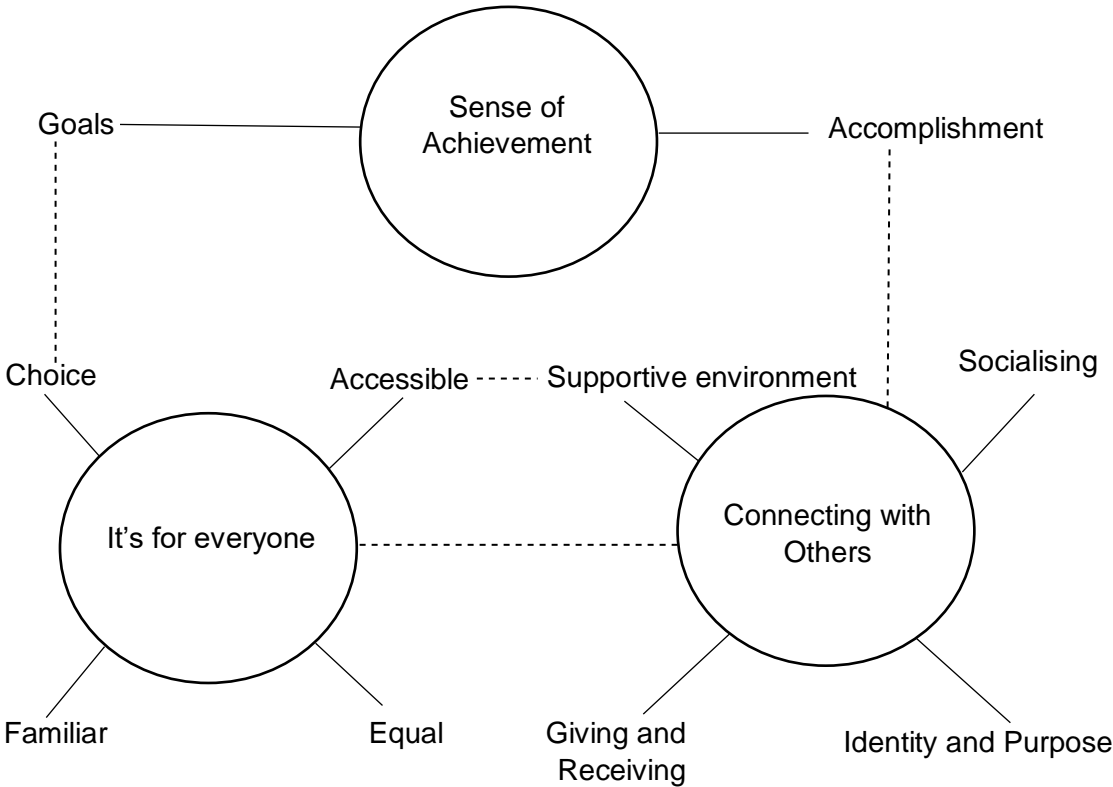 Sense of
Achievement
Goals
Accomplishment
Choice
Accessible
Supportive environment
Socialising
It’s for everyone
Connecting with
Others
Familiar
Equal
Giving and
Receiving
Identity and Purpose